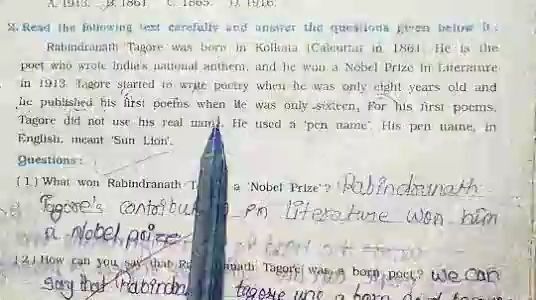 A. 1913. B. 1861 C. 1865. D. 1916.
2. Read the following text carefully and answer the questions given below it :
Rabindranath Tagore was born in Kolkata (Calcutta) in 1861. He is the
poet who wrote India's national anthem, and he won a Nobel Prize in Literature
in 1913. Tagore started to write poetry when he was only eight years old and
he published his first poems when he was only sixteen, For his first poems,
Tagore did not use his real name. He used a 'pen name'. His pen name, in
English, meant 'Sun Lion'.
Questions :
(1) What won Rabindranath T a 'Nobel Prize'? Rabindranath
Tagore's contribut in literature won him
a Nobel prize
(2) How can you say that Ra anath Tagore was a born poet? we can
say that Rabindra tagore was a born